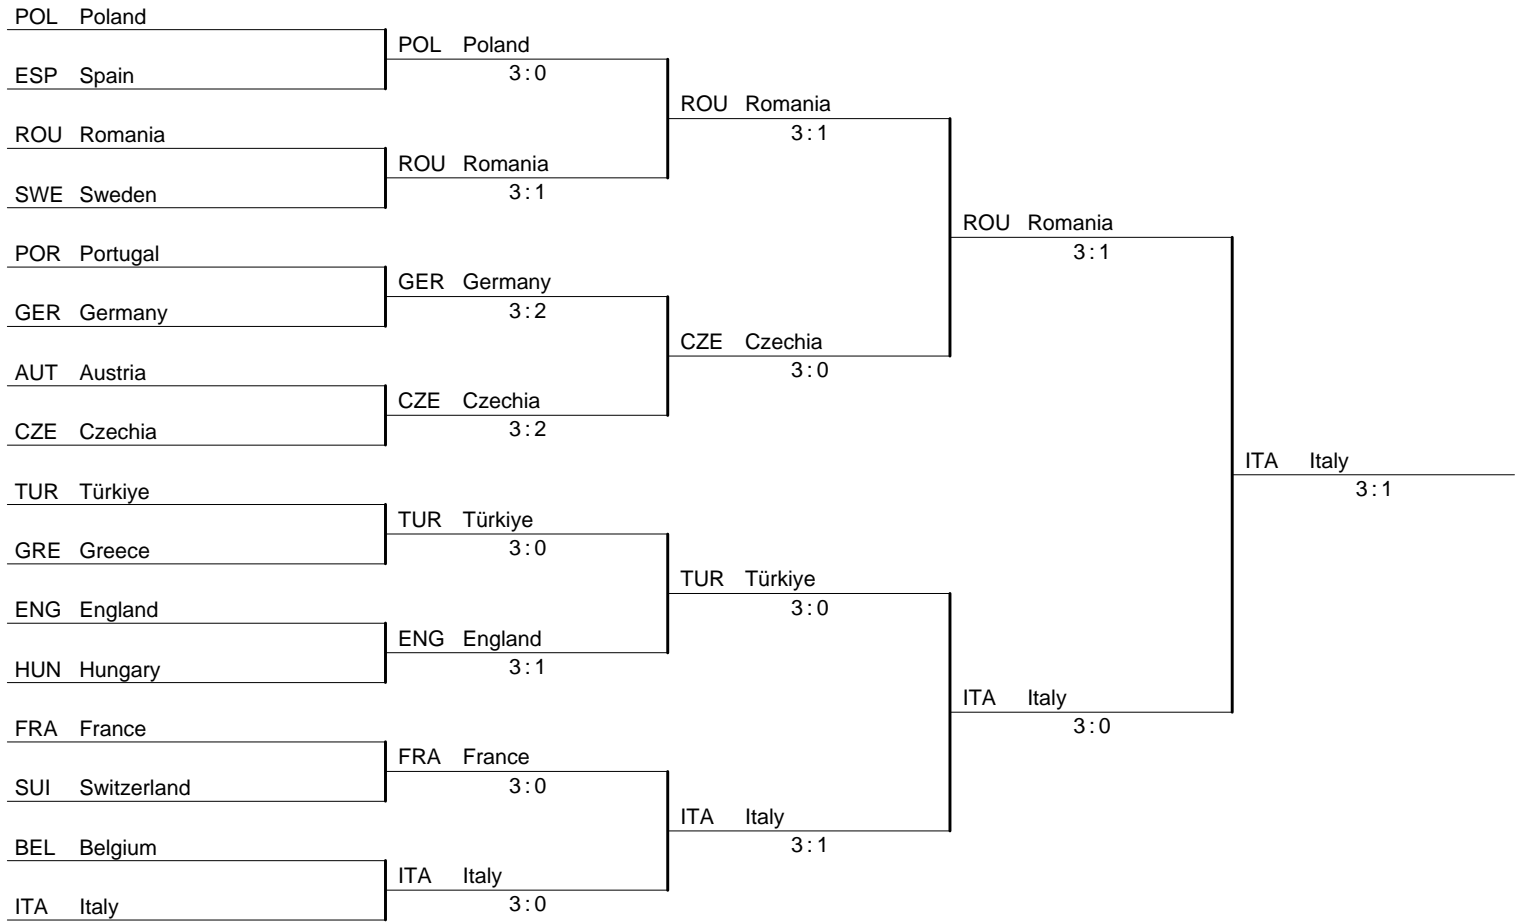 POL Poland
ESP Spain
ROU Romania
SWE Sweden
POR Portugal
GER Germany
AUT Austria
CZE Czechia
TUR Türkiye
GRE Greece
ENG England
HUN Hungary
FRA France
SUI Switzerland
BEL Belgium
ITA Italy
POL Poland
3:0
ROU Romania
3:1
GER Germany
3:2
CZE Czechia
3:2
TUR Türkiye
3:0
ENG England
3:1
FRA France
3:0
ITA Italy
3:0
ROU Romania
3:1
CZE Czechia
3:0
TUR Türkiye
3:0
ITA Italy
3:1
ROU Romania
3:1
ITA Italy
3:0
ITA Italy
3:1